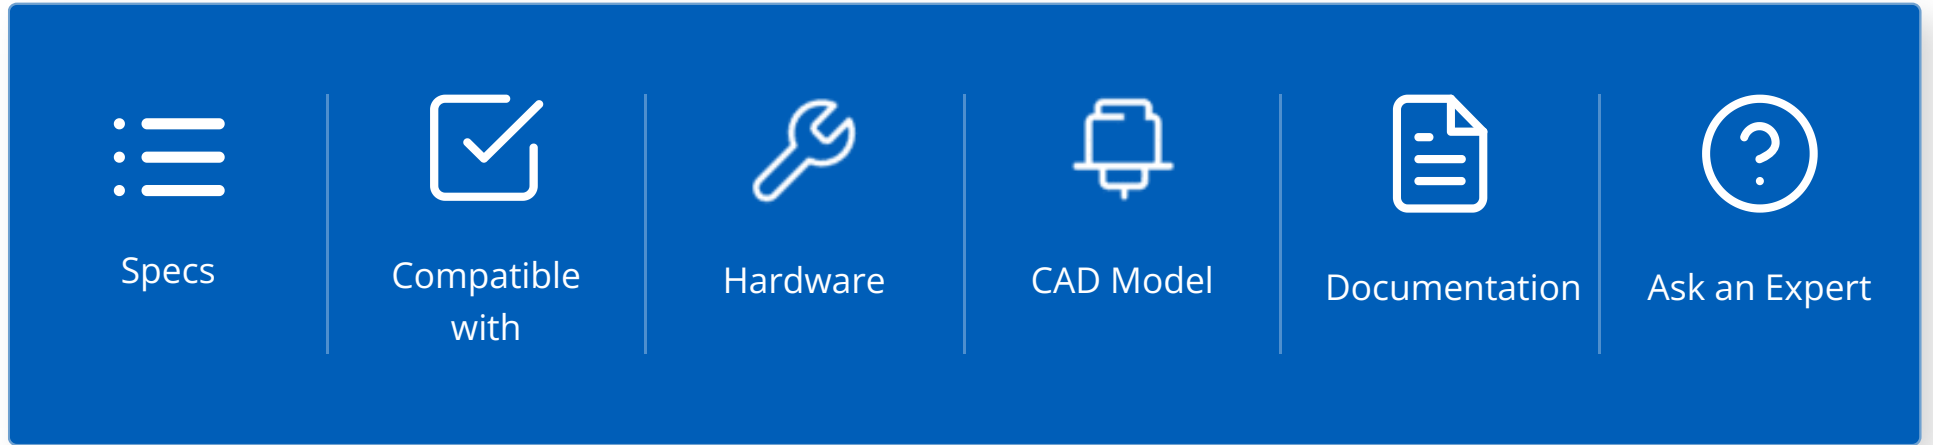 Specs
Compatible
with
Hardware
CAD Model
Documentation
Ask an Expert